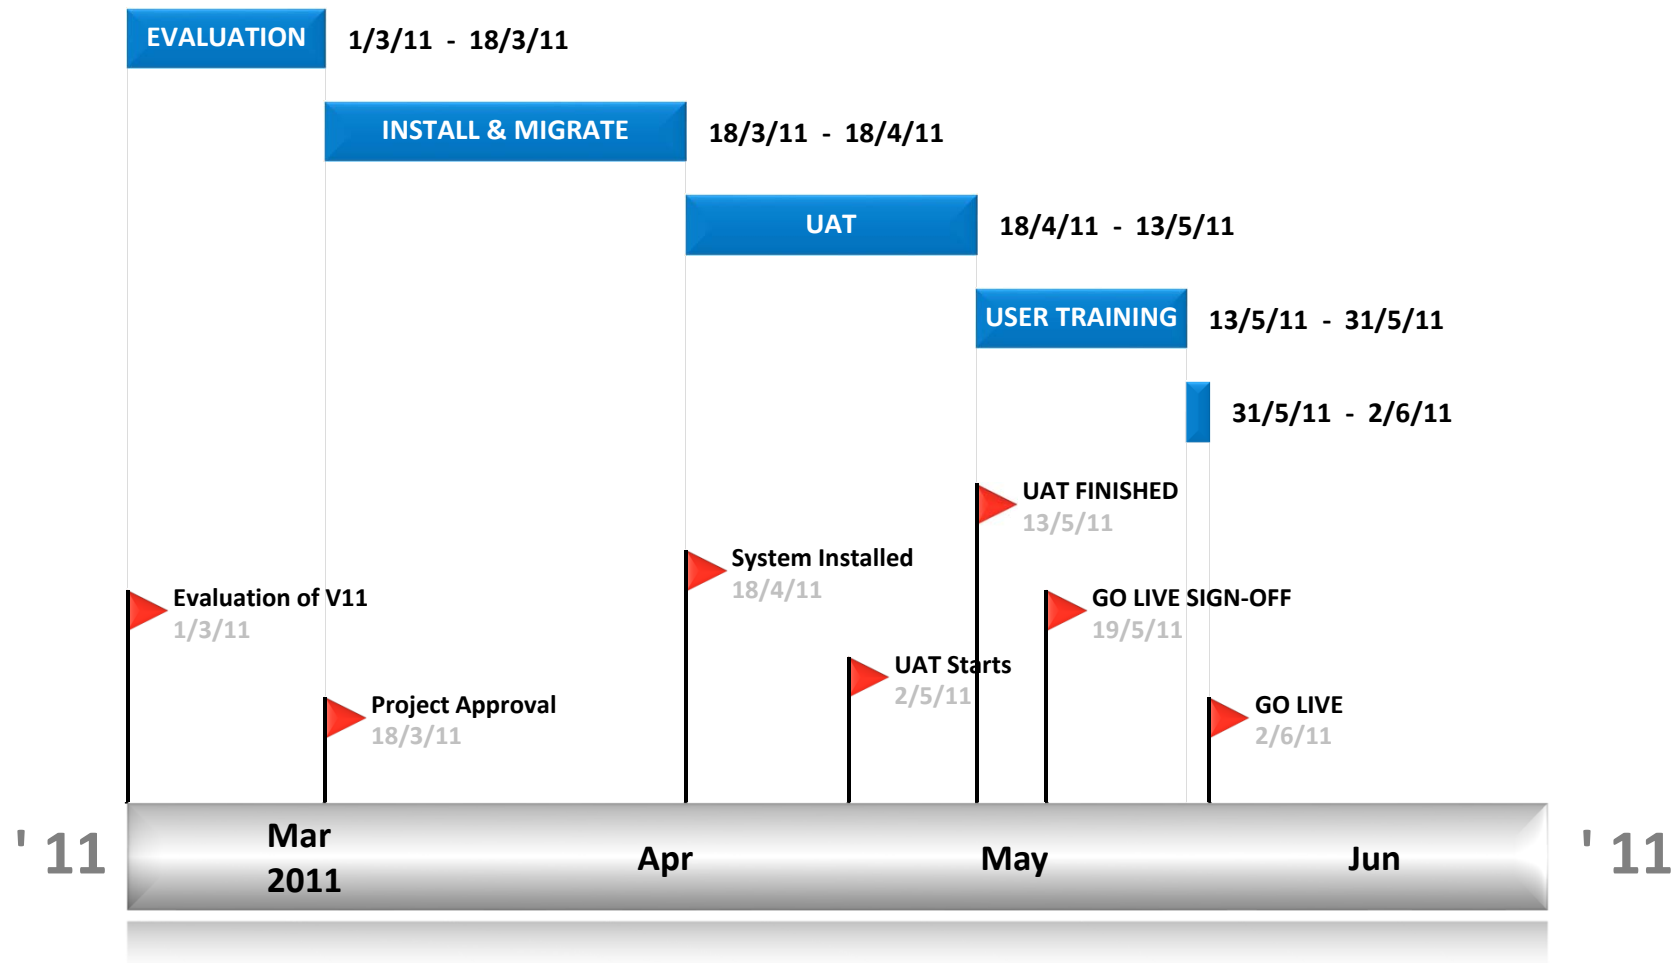 EVALUATION 1/3/11 - 18/3/11
INSTALL & MIGRATE 18/3/11 - 18/4/11
UAT 18/4/11 - 13/5/11
USER TRAINING 13/5/11 - 31/5/11
31/5/11 - 2/6/11
UAT FINISHED
13/5/11
System Installed
18/4/11
Evaluation of V11
1/3/11
GO LIVE SIGN-OFF
19/5/11
UAT Starts
2/5/11
Project Approval
18/3/11
GO LIVE
2/6/11
' 11
Mar
2011
Apr
May
Jun
' 11